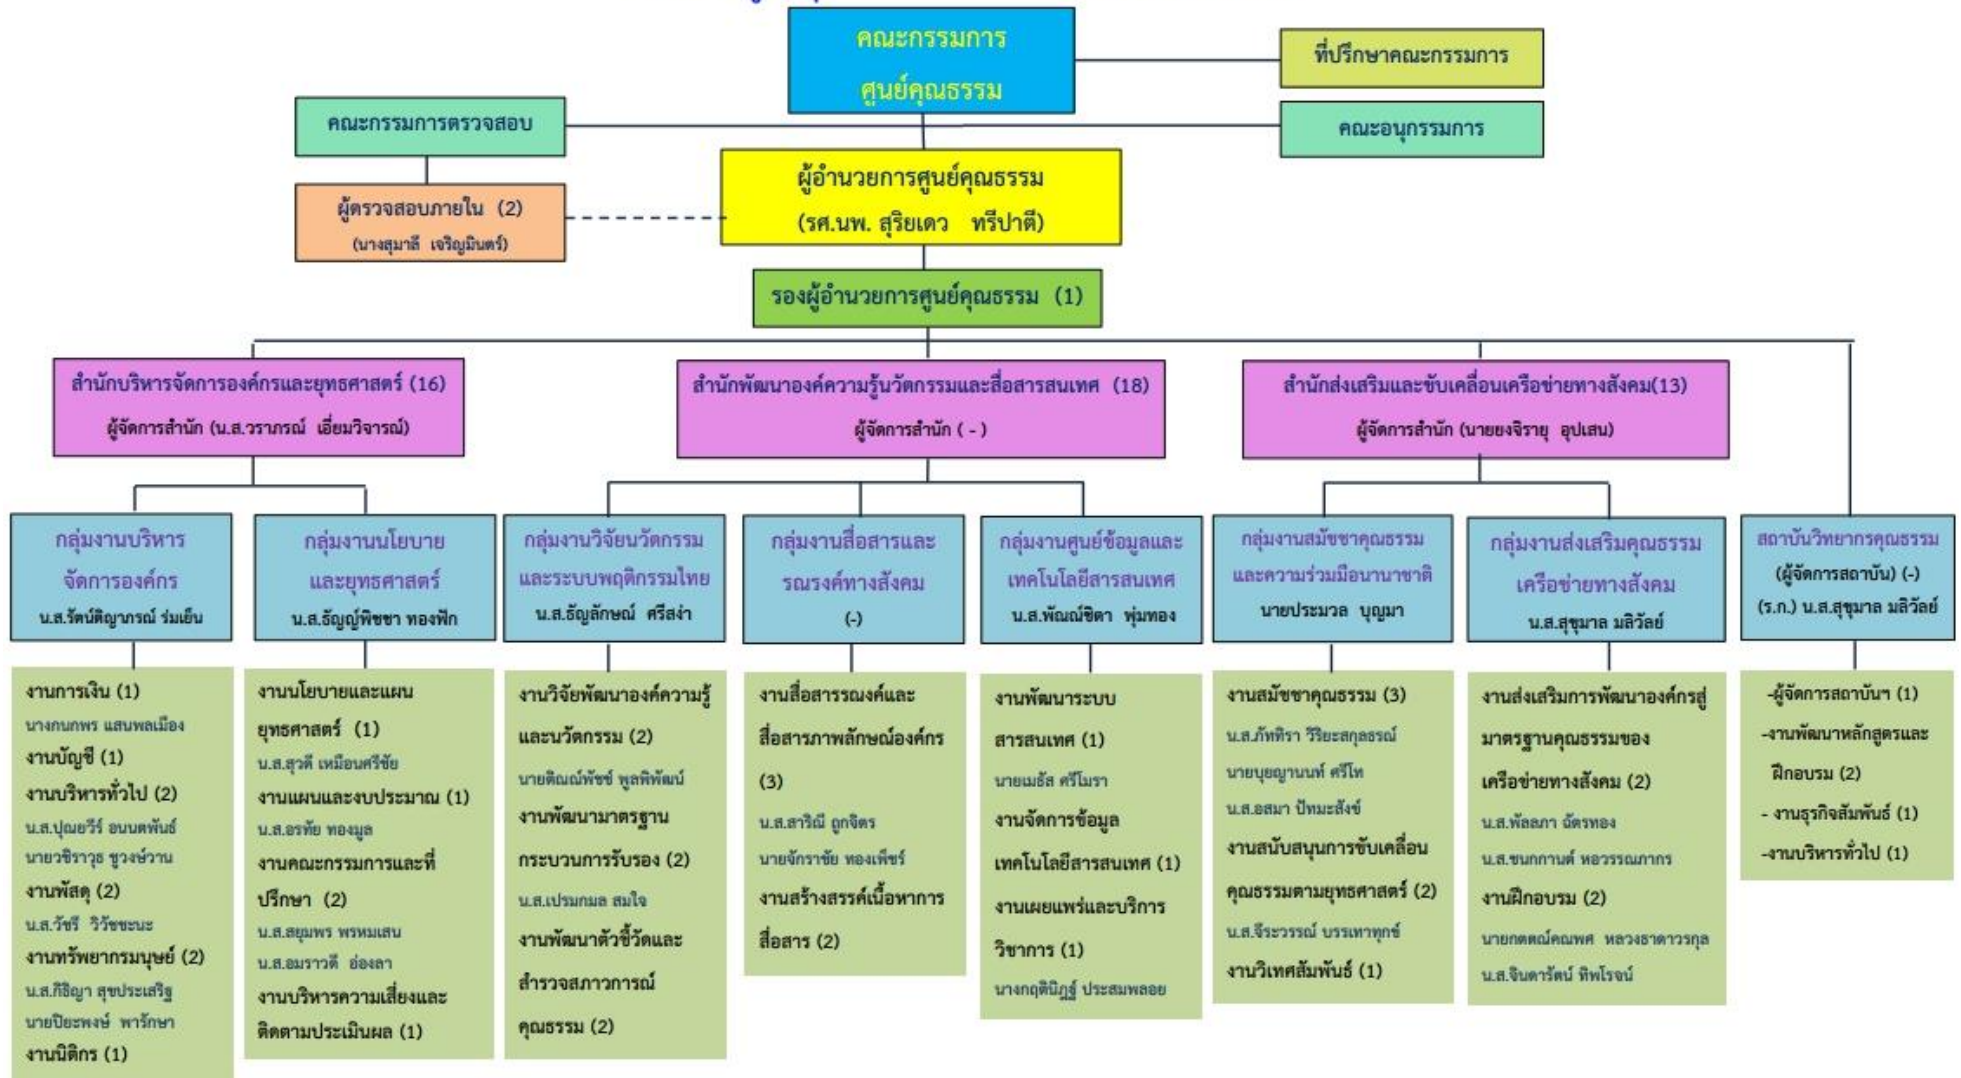 คณะกรรมการ
ศูนย์คุณธรรม
ที่ปรึกษาคณะกรรมการ
คณะกรรมการตรวจสอบ
คณะอนุกรรมการ
ผู้อำนวยการศูนย์คุณธรรม
(รศ.นพ. สุริยเดว ทรีปาตี)
ผู้ตรวจสอบภายใน (2)
(นางสุมาลี เจริญมินตร์)
รองผู้อำนวยการศูนย์คุณธรรม (1)
สำนักบริหารจัดการองค์กรและยุทธศาสตร์ (16)
ผู้จัดการสำนัก (น.ส.วราภรณ์ เอี่ยมวิจารณ์)
สำนักพัฒนาองค์ความรู้นวัตกรรมและสื่อสารสนเทศ (18)
ผู้จัดการสำนัก ( - )
สำนักส่งเสริมและขับเคลื่อนเครือข่ายทางสังคม(13)
ผู้จัดการสำนัก (นายยงจิรายุ อุปเสน)
กลุ่มงานบริหาร
จัดการองค์กร
น.ส.รัตน์ติญาภรณ์ ร่มเย็น
กลุ่มงานนโยบาย
และยุทธศาสตร์
น.ส.ธัญญ์พิชชา ทองฟัก
กลุ่มงานวิจัยนวัตกรรม
และระบบพฤติกรรมไทย
น.ส.ธัญลักษณ์ ศรีสง่า
กลุ่มงานสื่อสารและ
รณรงค์ทางสังคม
(-)
กลุ่มงานศูนย์ข้อมูลและ
เทคโนโลยีสารสนเทศ
น.ส.พัณณ์ชิตา พุ่มทอง
กลุ่มงานสมัชชาคุณธรรม
และความร่วมมือนานาชาติ
นายประมวล บุญมา
กลุ่มงานส่งเสริมคุณธรรม
เครือข่ายทางสังคม
น.ส.สุขุมาล มลิวัลย์
สถาบันวิทยากรคุณธรรม
(ผู้จัดการสถาบัน) (-)
(ร.ก.) น.ส.สุขุมาล มลิวัลย์
งานการเงิน (1)
นางกนกพร แสนพลเมือง
งานบัญชี (1)
งานบริหารทั่วไป (2)
น.ส.ปุณยวีร์ อนนตพันธ์
นายวชิราวุธ ชูวงษ์วาน
งานพัสดุ (2)
น.ส.วัชรี วิวัชชะนะ
งานทรัพยากรมนุษย์ (2)
น.ส.กิธิญา สุขประเสริฐ
นายปิยะพงษ์ พารักษา
งานนิติกร (1)
งานนโยบายและแผน
ยุทธศาสตร์ (1)
น.ส.สุวดี เหมือนศรีชัย
งานแผนและงบประมาณ (1)
น.ส.อรทัย ทองมูล
งานคณะกรรมการและที่
ปรึกษา (2)
น.ส.สยุมพร พรหมเสน
น.ส.อมราวดี อ่องลา
งานบริหารความเสี่ยงและ
ติดตามประเมินผล (1)
งานวิจัยพัฒนาองค์ความรู้
และนวัตกรรม (2)
นายติณณ์พัชช์ พูลพิพัฒน์
งานพัฒนามาตรฐาน
กระบวนการรับรอง (2)
น.ส.เปรมกมล สมใจ
งานพัฒนาตัวชี้วัดและ
สำรวจสภาวการณ์
คุณธรรม (2)
งานสื่อสารรณงค์และ
สื่อสารภาพลักษณ์องค์กร
(3)
น.ส.สาริณี ถูกจิตร
นายจักราชัย ทองเพ็ชร์
งานสร้างสรรค์เนื้อหาการ
สื่อสาร (2)
งานพัฒนาระบบ
สารสนเทศ (1)
นายเมธัส ศรีโมรา
งานจัดการข้อมูล
เทคโนโลยีสารสนเทศ (1)
งานเผยแพร่และบริการ
วิชาการ (1)
นางกฤตินิฎฐ์ ประสมพลอย
งานสมัชชาคุณธรรม (3)
น.ส.ภัททิรา วีริยะสกุลธรณ์
นายบุยญานนท์ ศรีโท
น.ส.อสมา ปัทมะสังข์
งานสนับสนุนการขับเคลื่อน
คุณธรรมตามยุทธศาสตร์ (2)
น.ส.จีระวรรณ์ บรรเทาทุกข์
งานวิเทศสัมพันธ์ (1)
งานส่งเสริมการพัฒนาองค์กรสู่
มาตรฐานคุณธรรมของ
เครือข่ายทางสังคม (2)
น.ส.พัลลภา ฉัตรทอง
น.ส.ชนกกานต์ หอวรรณภากร
งานฝึกอบรม (2)
นายกตตณ์คณพศ หลวงธาดาวรกุล
น.ส.จินดารัตน์ ทิพโรจน์
-ผู้จัดการสถาบันฯ (1)
-งานพัฒนาหลักสูตรและ
ฝึกอบรม (2)
- งานธุรกิจสัมพันธ์ (1)
-งานบริหารทั่วไป (1)